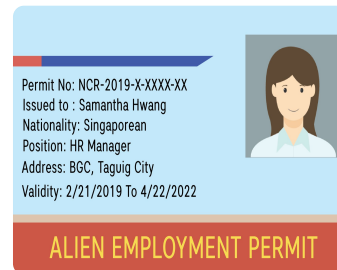 Permit No: NCR-2019-X-XXXX-XX
Issued to : Samantha Hwang
Nationality: Singaporean
Position: HR Manager
Address: BGC, Taguig City
Validity: 2/21/2019 To 4/22/2022
ALIEN EMPLOYMENT PERMIT